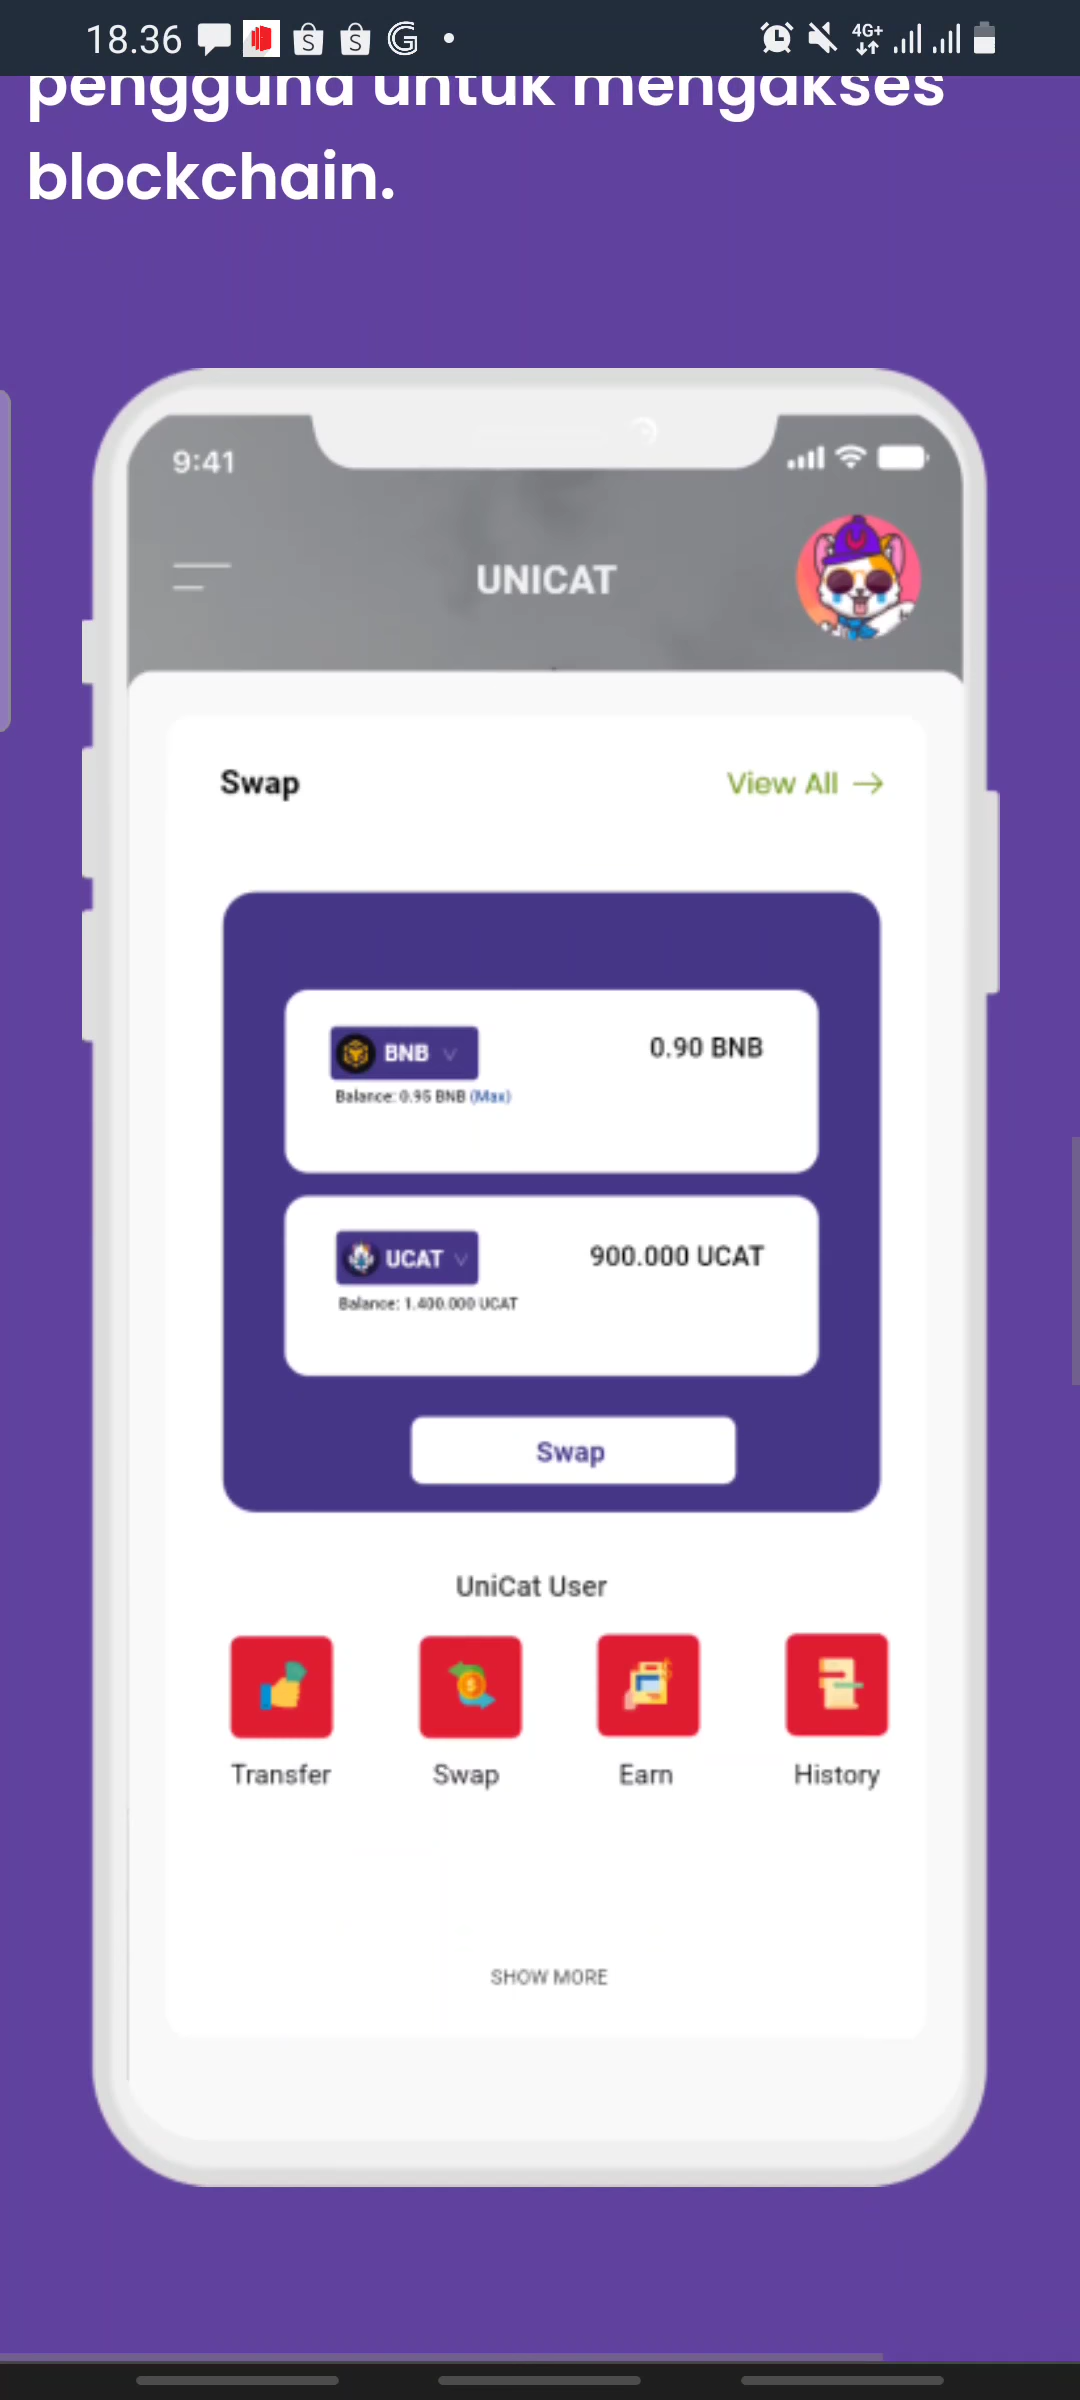 18.36
4G+
pengguna untuk mengakses
blockchain.
9:41
UNICAT
Swap
View All →
BNB
0.90 BNB
Balance: 0.95 BNB (Max)
UCAT
900.000 UCAT
Balance: 1.400.000 UCAT
Swap
UniCat User
Transfer
Swap
Earn
History
SHOW MORE